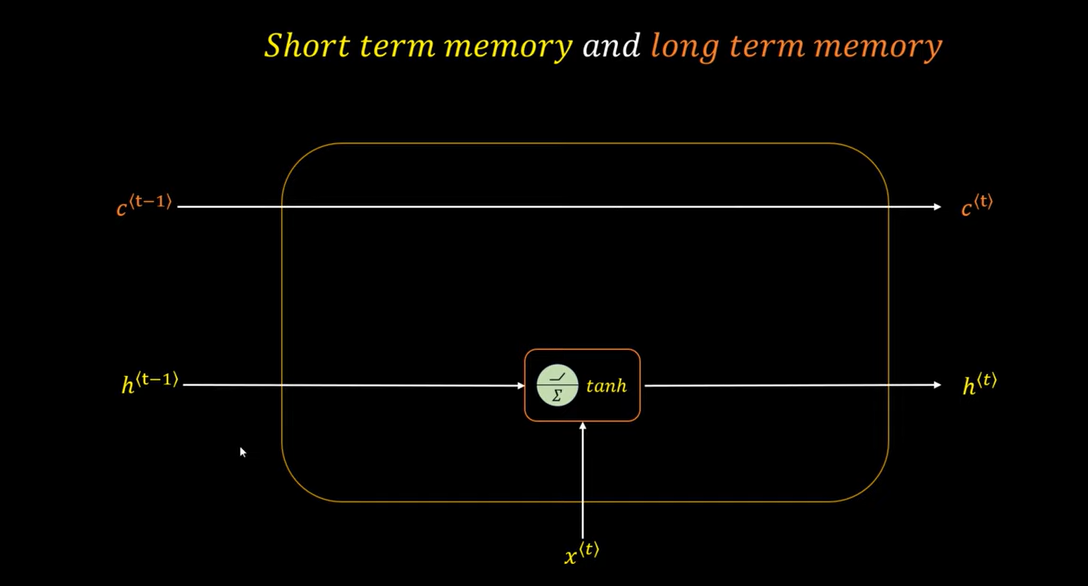 Short term memory and long term memory
c⟨t−1⟩
c⟨t⟩
h⟨t−1⟩
Σ
tanh
h⟨t⟩
x⟨t⟩